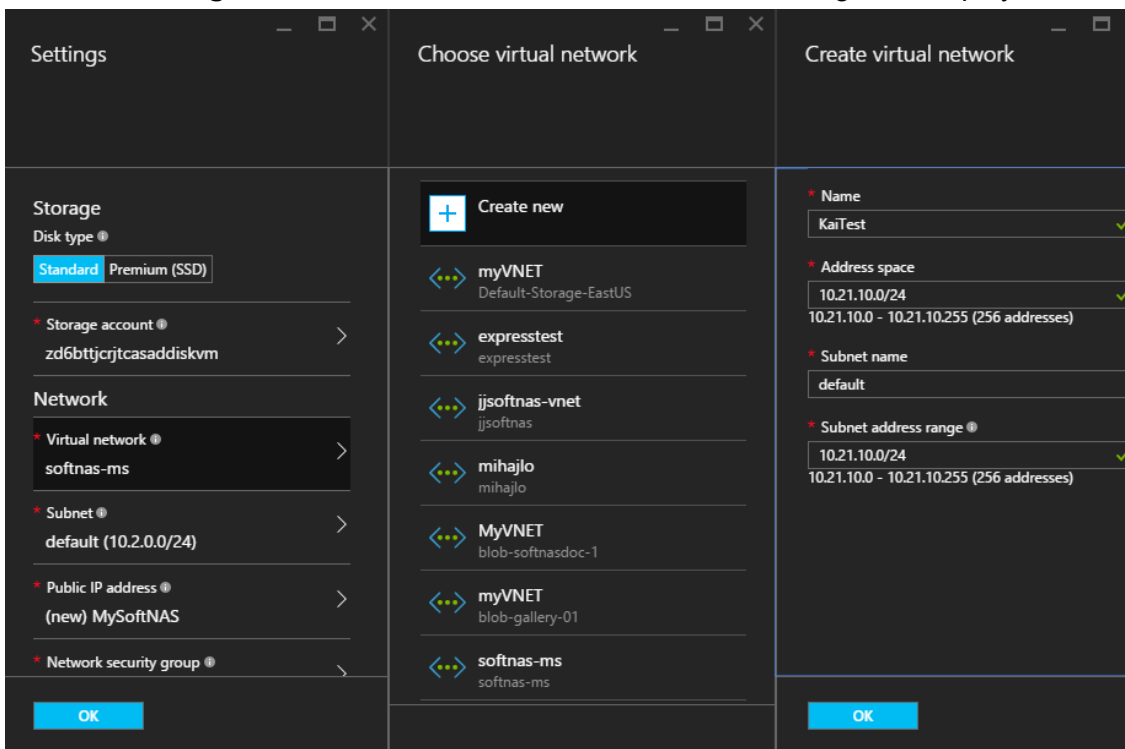 Settings
Storage
Disk type
Standard Premium (SSD)
* Storage account
zd6bttjcrjtcasaddiskvm
Network
* Virtual network
softnas-ms
* Subnet
default (10.2.0.0/24)
* Public IP address
(new) MySoftNAS
* Network security group
OK
Choose virtual network
Create new
myVNET
Default-Storage-EastUS
expresstest
expresstest
jjsoftnas-vnet
jjsoftnas
mihajlo
mihajlo
MyVNET
blob-softnasdoc-1
myVNET
blob-gallery-01
softnas-ms
softnas-ms
Create virtual network
* Name
KaiTest
* Address space
10.21.10.0/24
10.21.10.0 - 10.21.10.255 (256 addresses)
* Subnet name
default
* Subnet address range
10.21.10.0/24
10.21.10.0 - 10.21.10.255 (256 addresses)
OK